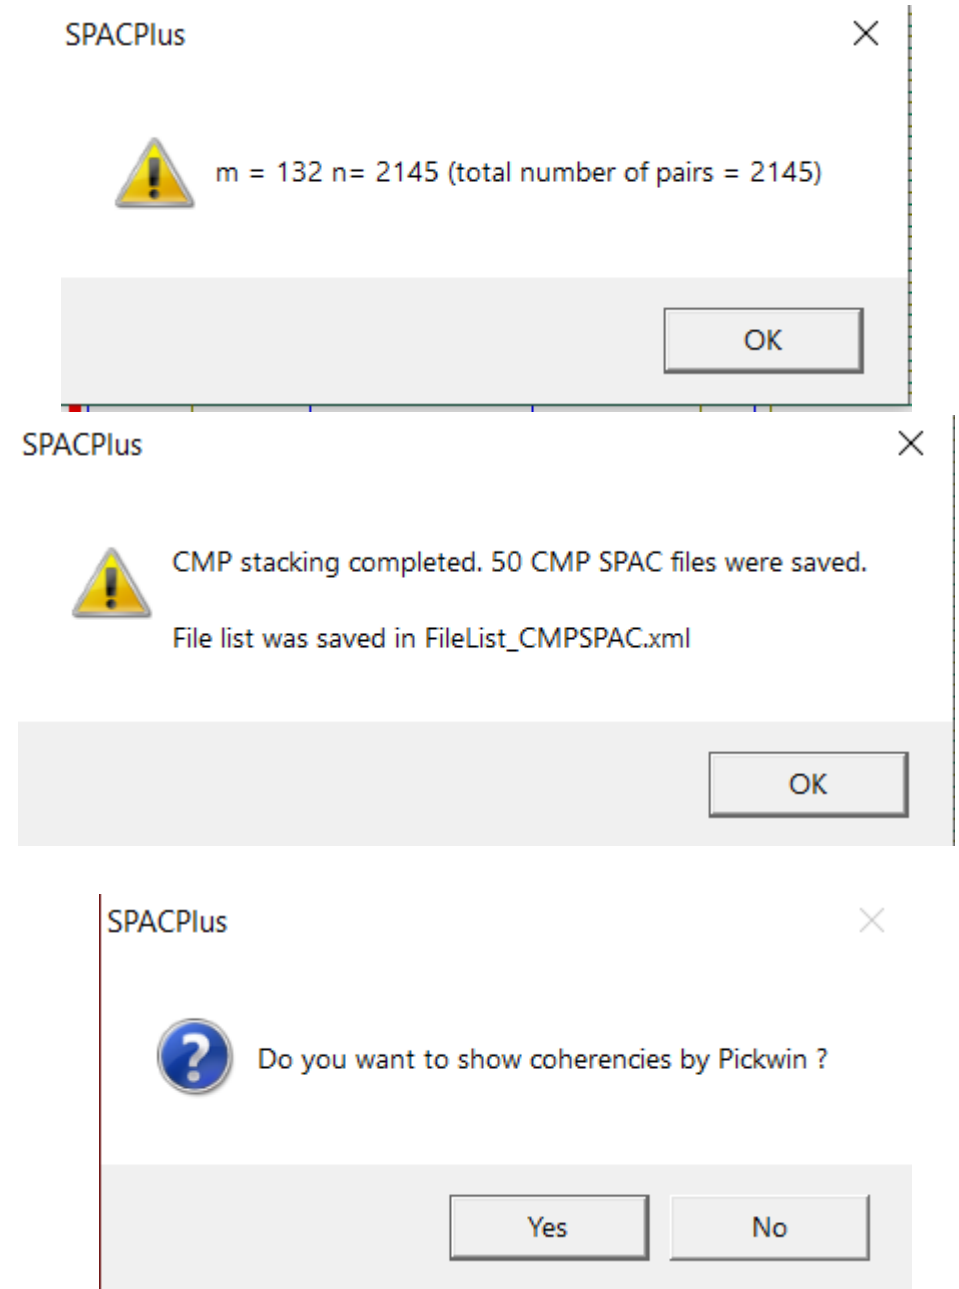 SPACPlus
m = 132 n= 2145 (total number of pairs = 2145)
OK
SPACPlus
CMP stacking completed. 50 CMP SPAC files were saved.
File list was saved in FileList_CMPSPAC.xml
OK
SPACPlus
Do you want to show coherencies by Pickwin ?
Yes No